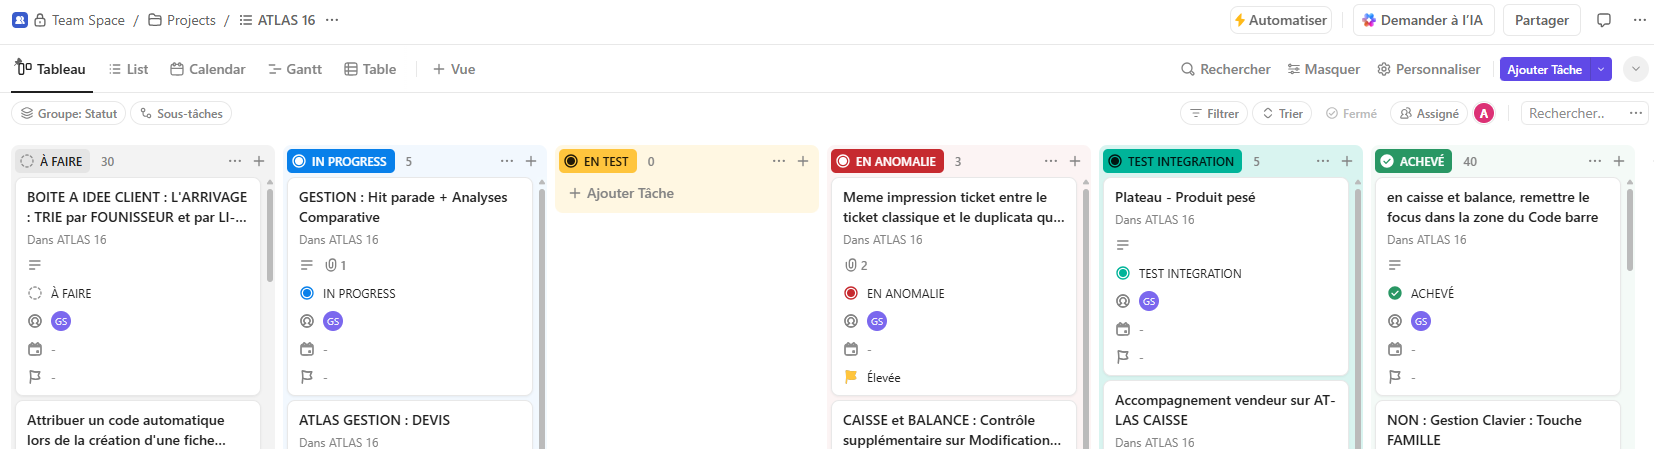 Team Space / Projects / ATLAS 16 ···
Automatiser
Demander à l'IA
Partager
Tableau
List
Calendar
Gantt
Table
+ Vue
Rechercher
Masquer
Personnaliser
Ajouter Tâche
Groupe: Statut
Sous-tâches
Filtrer
Trier
Fermé
Assigné
A
Rechercher..
À FAIRE 30
BOITE A IDEE CLIENT : L'ARRIVAGE
: TRIE par FOUNISSEUR et par LI-...
Dans ATLAS 16
À FAIRE
GS
-
-
Attribuer un code automatique
lors de la création d'une fiche...
IN PROGRESS 5
GESTION : Hit parade + Analyses
Comparative
Dans ATLAS 16
1
IN PROGRESS
GS
-
-
ATLAS GESTION : DEVIS
Dans ATLAS 16
EN TEST 0
+ Ajouter Tâche
EN ANOMALIE 3
Meme impression ticket entre le
ticket classique et le duplicata qu...
Dans ATLAS 16
2
EN ANOMALIE
GS
-
Élevée
CAISSE et BALANCE : Contrôle
supplémentaire sur Modification...
TEST INTEGRATION 5
Plateau - Produit pesé
Dans ATLAS 16
TEST INTEGRATION
GS
-
-
Accompagnement vendeur sur AT-
LAS CAISSE
Dans ATLAS 16
ACHEVÉ 40
en caisse et balance, remettre le
focus dans la zone du Code barre
Dans ATLAS 16
ACHEVÉ
GS
-
-
NON : Gestion Clavier : Touche
FAMILLE